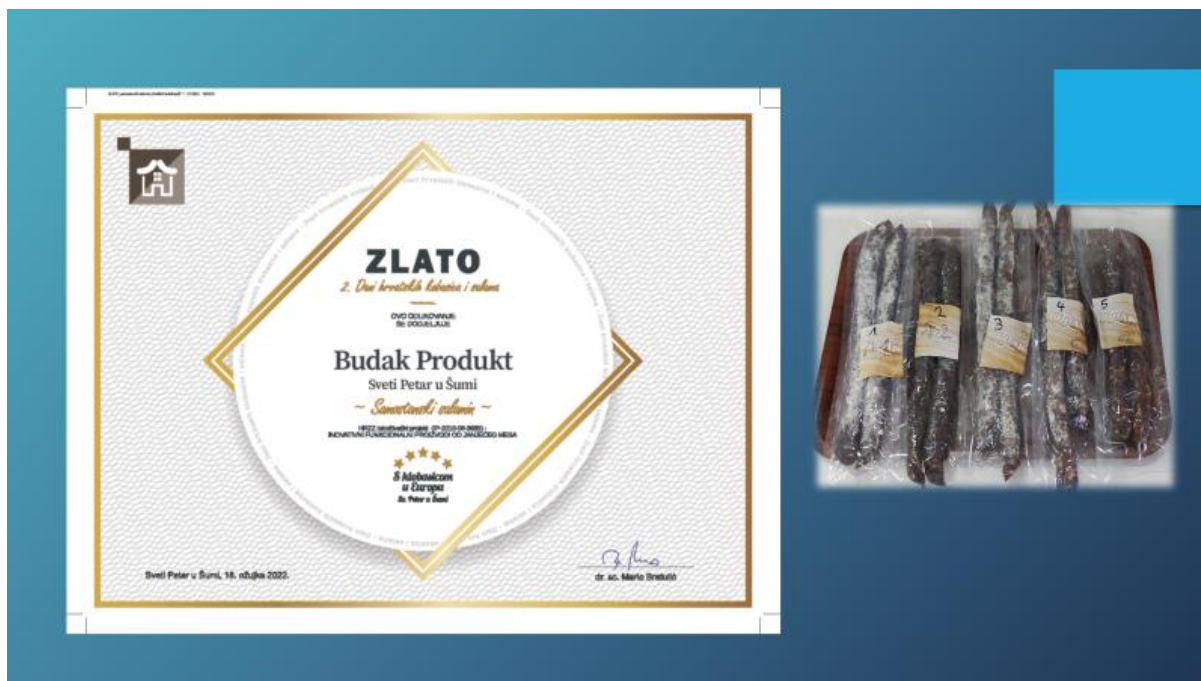 ZLATO
2. Dani hrvatskih kobasica i salama
OVO ODLIKOVANJE
SE DODJELJUJE
Budak Produkt
Sveti Petar u Šumi
~ Samostanski salamin ~
INOVATIVNI FUNKCIONALNI PROIZVODI OD JANJEĆEG MESA
S klobasicom
u Europu
Sv. Petar u Šumi
Sveti Petar u Šumi, 18. ožujka 2022.
dr. sc. Mario Bratulić
1
2
3
4
5